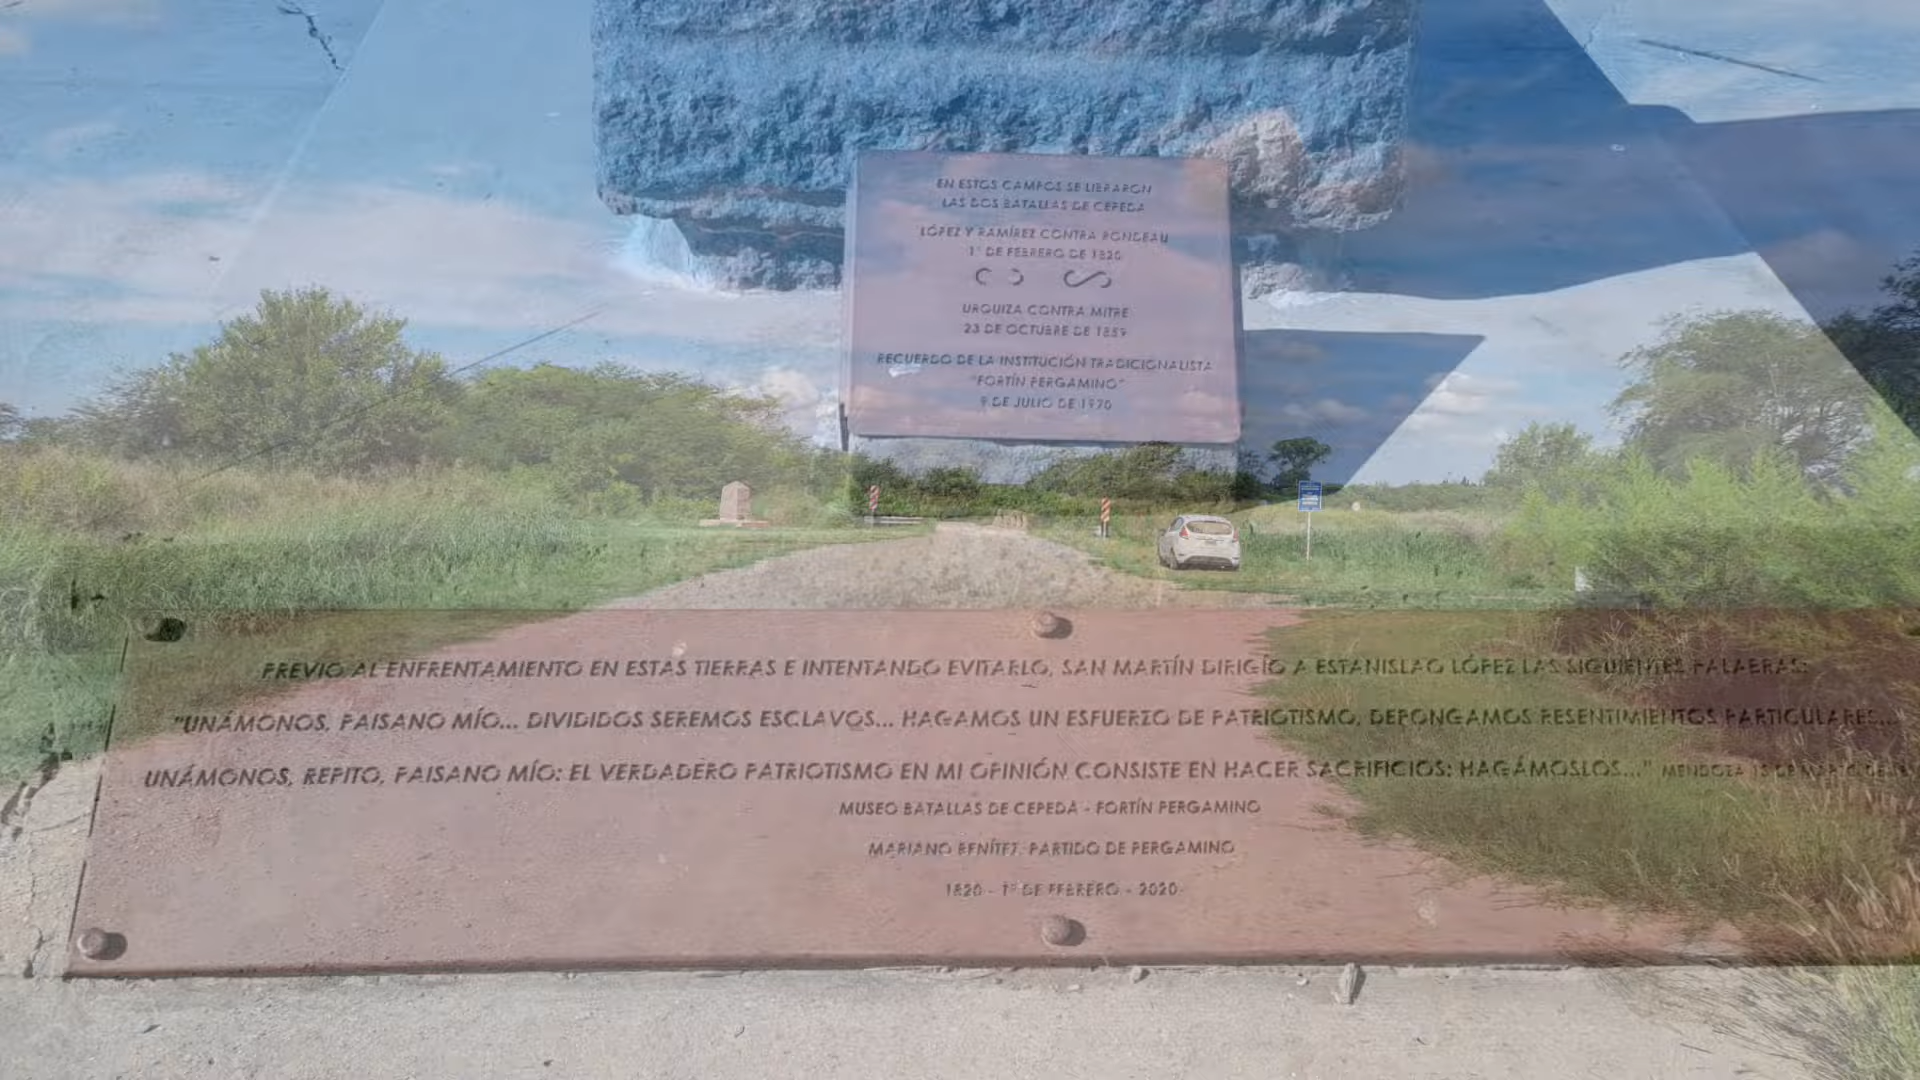 EN ESTOS CAMPOS SE LIBRARON
LAS DOS BATALLAS DE CEPEDA
LÓPEZ Y RAMÍREZ CONTRA RONDEAU
1° DE FEBRERO DE 1820
URQUIZA CONTRA MITRE
23 DE OCTUBRE DE 1859
RECUERDO DE LA INSTITUCIÓN TRADICIONALISTA
"FORTÍN PERGAMINO"
9 DE JULIO DE 1970
PREVIO AL ENFRENTAMIENTO EN ESTAS TIERRAS E INTENTANDO EVITARLO, SAN MARTÍN DIRIGÍO A ESTANISLAO LÓPEZ LAS SIGUIENTES PALABRAS:
"UNÁMONOS, PAISANO MÍO... DIVIDIDOS SEREMOS ESCLAVOS... HAGAMOS UN ESFUERZO DE PATRIOTISMO, DEPONGAMOS RESENTIMIENTOS PARTICULARES...
UNÁMONOS, REPITO, PAISANO MÍO: EL VERDADERO PATRIOTISMO EN MI OPINIÓN CONSISTE EN HACER SACRIFICIOS: HAGÁMOSLOS..." MENDOZA 13 DE MARZO DE
MUSEO BATALLAS DE CEPEDA - FORTÍN PERGAMINO
MARIANO BENÍTEZ, PARTIDO DE PERGAMINO
1820 - 1° DE FEBRERO - 2020